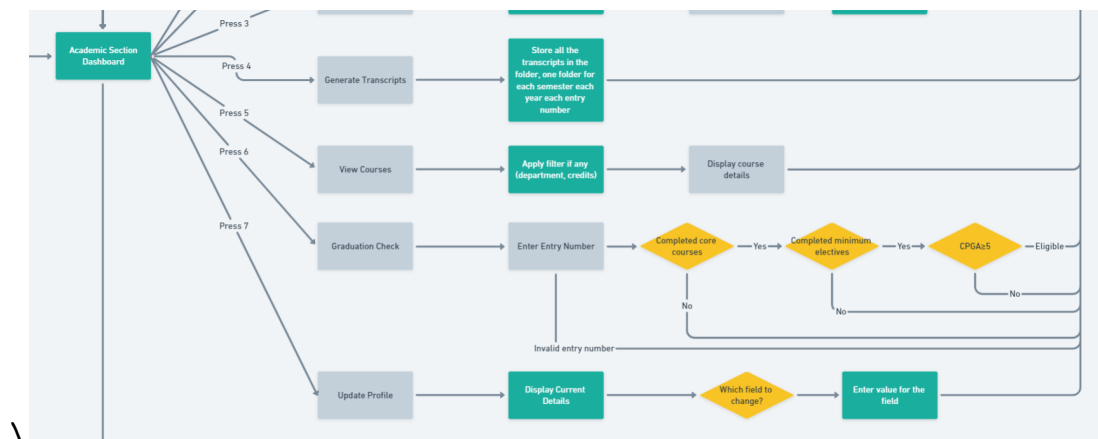 Press 3
Academic Section
Dashboard
Press 4
Generate Transcripts
Store all the
transcripts in the
folder, one folder for
each semester each
year each entry
number
Press 5
View Courses
Apply filter if any
(department, credits)
Display course
details
Press 6
Graduation Check
Enter Entry Number
Completed core
courses
Yes
Completed minimum
electives
Yes
CPGA≥5
Eligible
No
No
No
Invalid entry number
Press 7
Update Profile
Display Current
Details
Which field to
change?
Enter value for the
field